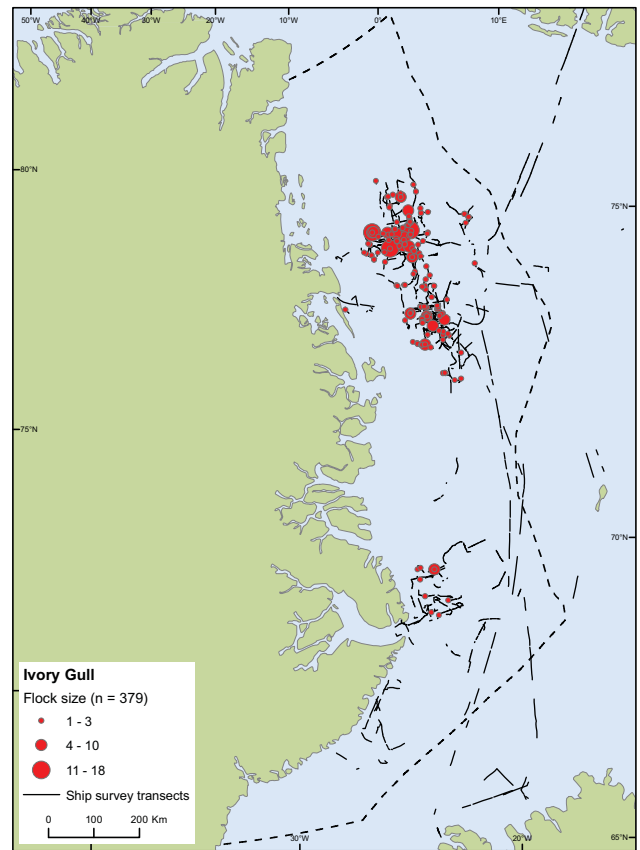 50°W 40°W 30°W 20°W 10°W 0°W 10°E
80°N
75°N
75°N
70°N
Ivory Gull
Flock size (n = 379)
1 - 3
4 - 10
11 - 18
Ship survey transects
0 100 200 Km
30°W 20°W 65°N